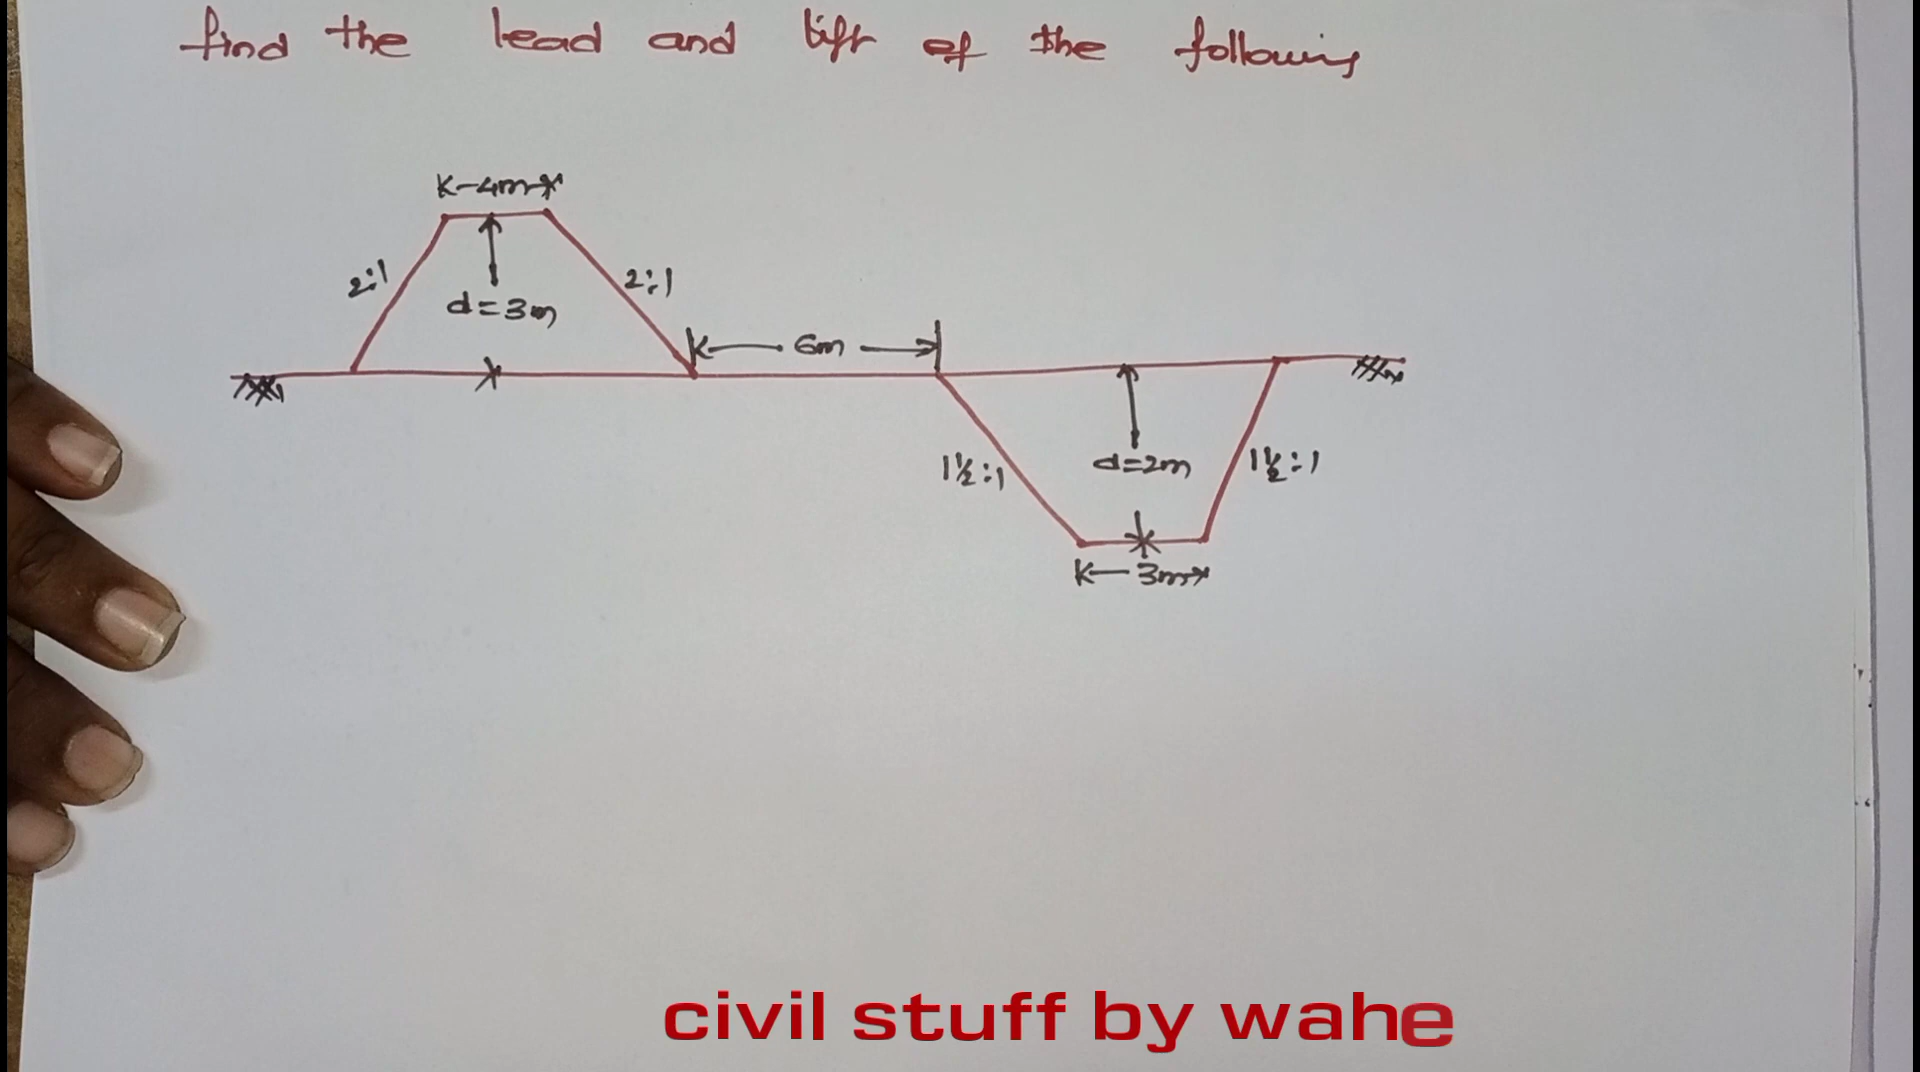 find the lead and lift of the following
4m
2:1
2:1
d=3m
6m
1½:1
d=2m
1½:1
3m
civil stuff by wahe